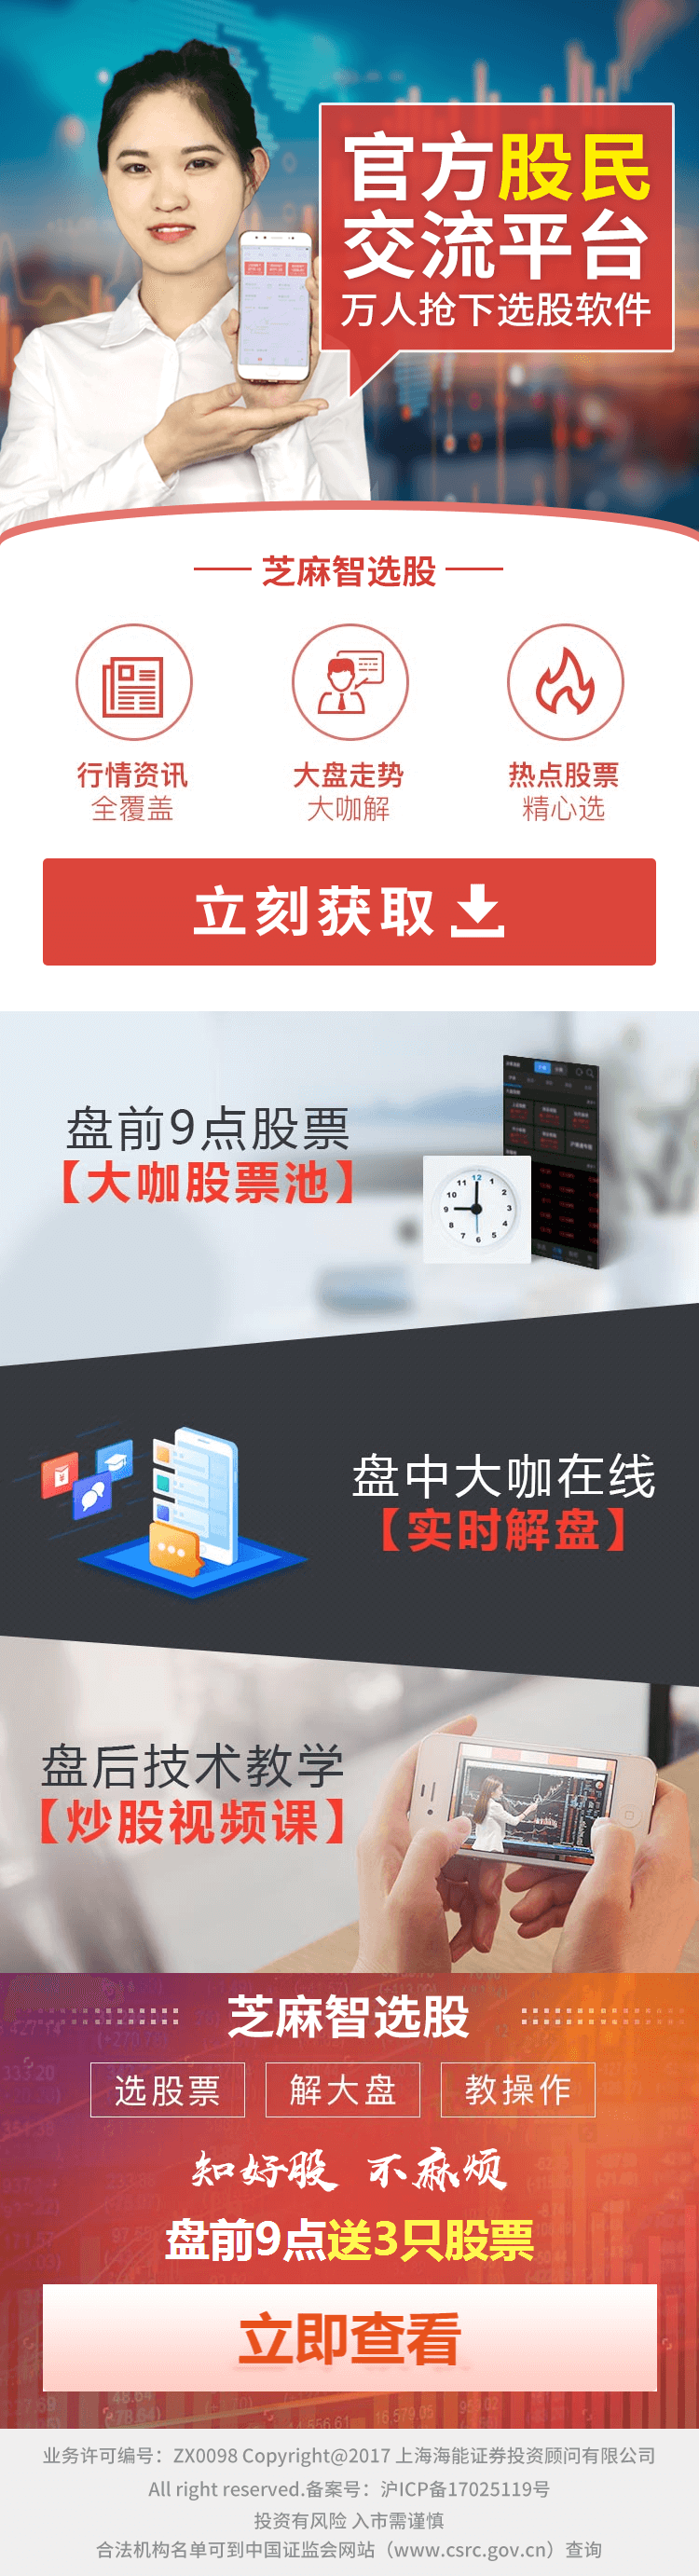 官方股民
交流平台
万人抢下选股软件
芝麻智选股
行情资讯
全覆盖
大盘走势
大咖解
热点股票
精心选
立刻获取
盘前9点股票
【大咖股票池】
盘中大咖在线
【实时解盘】
盘后技术教学
【炒股视频课】
芝麻智选股
选股票
解大盘
教操作
知好股 不麻烦
盘前9点送3只股票
立即查看
业务许可编号：ZX0098 Copyright@2017 上海海能证券投资顾问有限公司
All right reserved.备案号：沪ICP备17025119号
投资有风险 入市需谨慎
合法机构名单可到中国证监会网站（www.csrc.gov.cn）查询